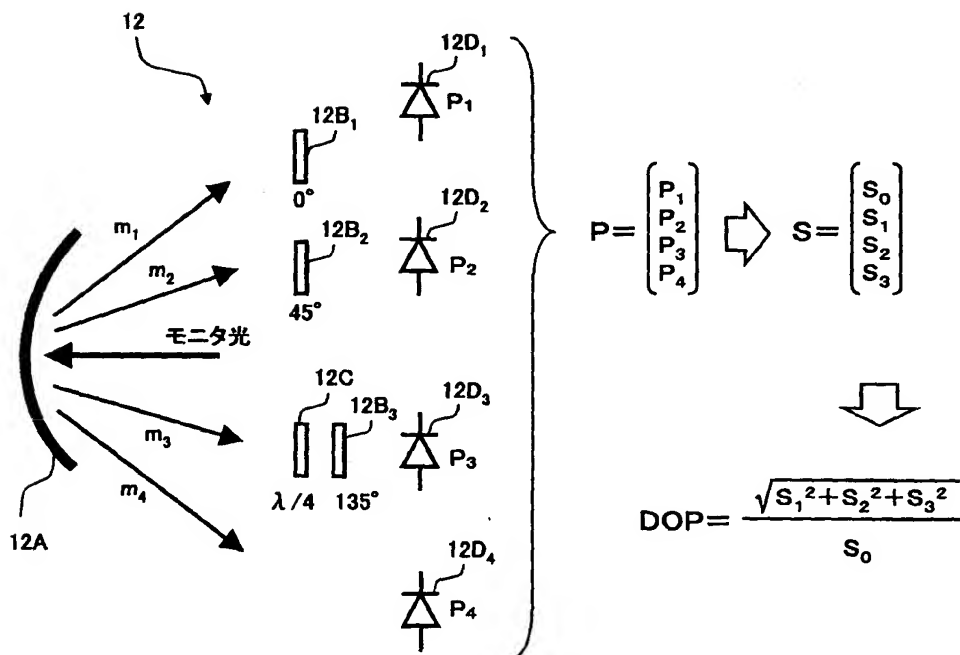 12
12D₁
P₁
12B₁
0°
m₁
12D₂
12B₂
P₂
m₂
45°
モニタ光
P= [P₁ P₂ P₃ P₄] S= [S₀ S₁ S₂ S₃]
12C
12B₃
12D₃
m₃
P₃
m₄
λ/4
135°
12A
DOP= √S₁²+S₂²+S₃² / S₀
12D₄
P₄